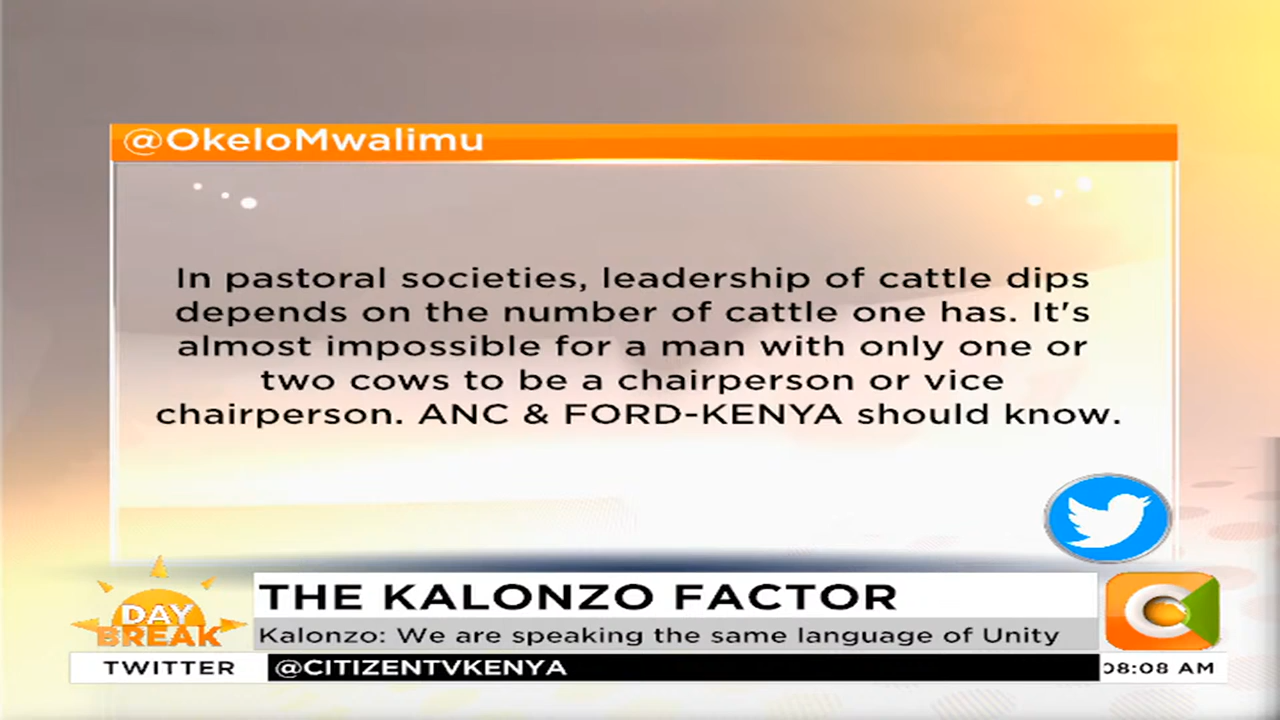 @OkeloMwalimu
In pastoral societies, leadership of cattle dips
depends on the number of cattle one has. It's
almost impossible for a man with only one or
two cows to be a chairperson or vice
chairperson. ANC & FORD-KENYA should know.
DAY
BREAK
THE KALONZO FACTOR
Kalonzo: We are speaking the same language of Unity
TWITTER
@CITIZENTVKENYA
08:08 AM